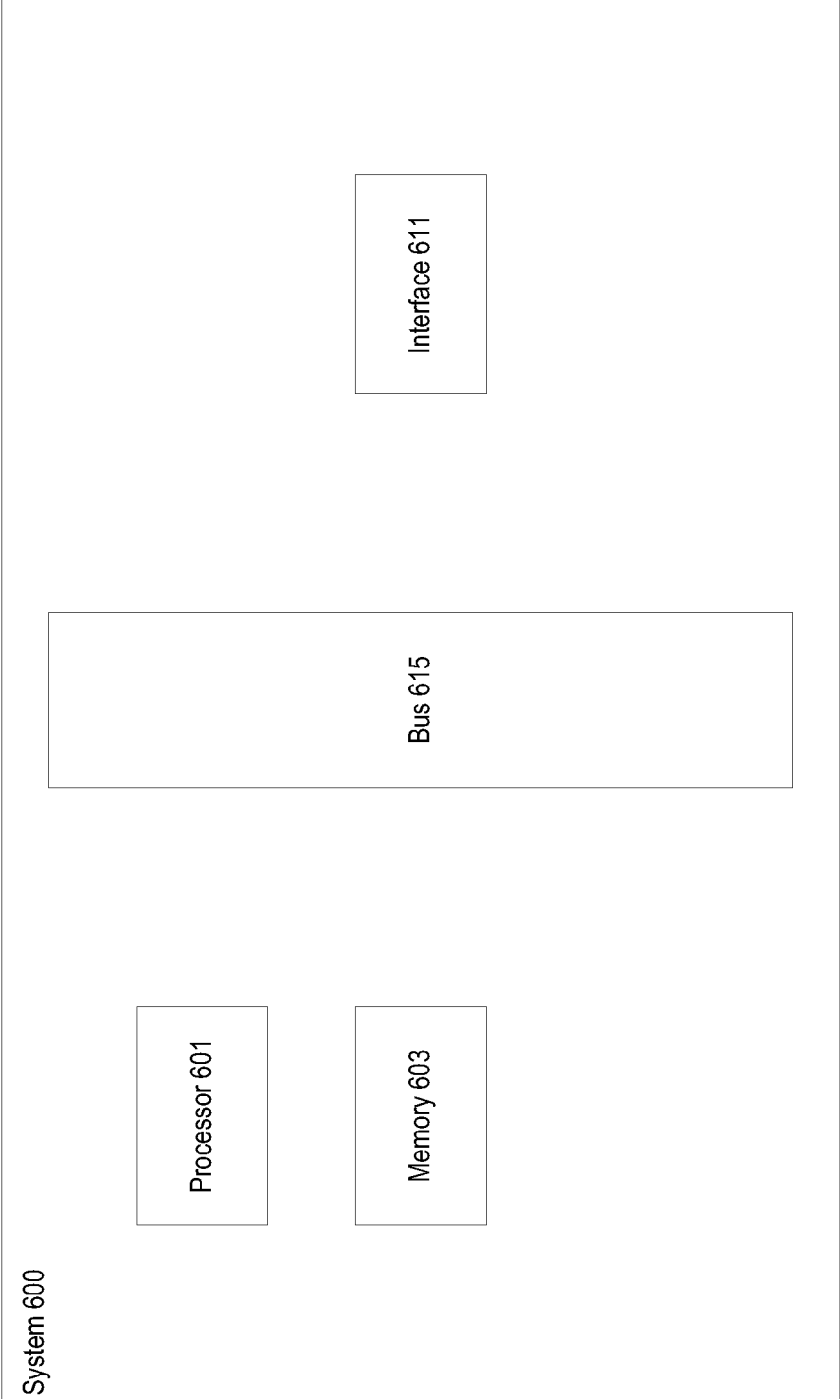 System 600
Processor 601
Memory 603
Bus 615
Interface 611